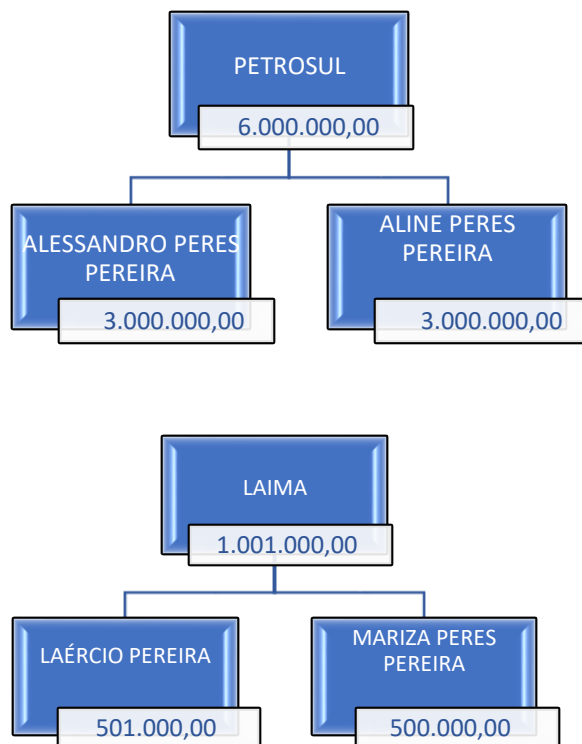 PETROSUL
6.000.000,00
ALESSANDRO PERES
PEREIRA
3.000.000,00
ALINE PERES
PEREIRA
3.000.000,00
LAIMA
1.001.000,00
LAÉRCIO PEREIRA
501.000,00
MARIZA PERES
PEREIRA
500.000,00